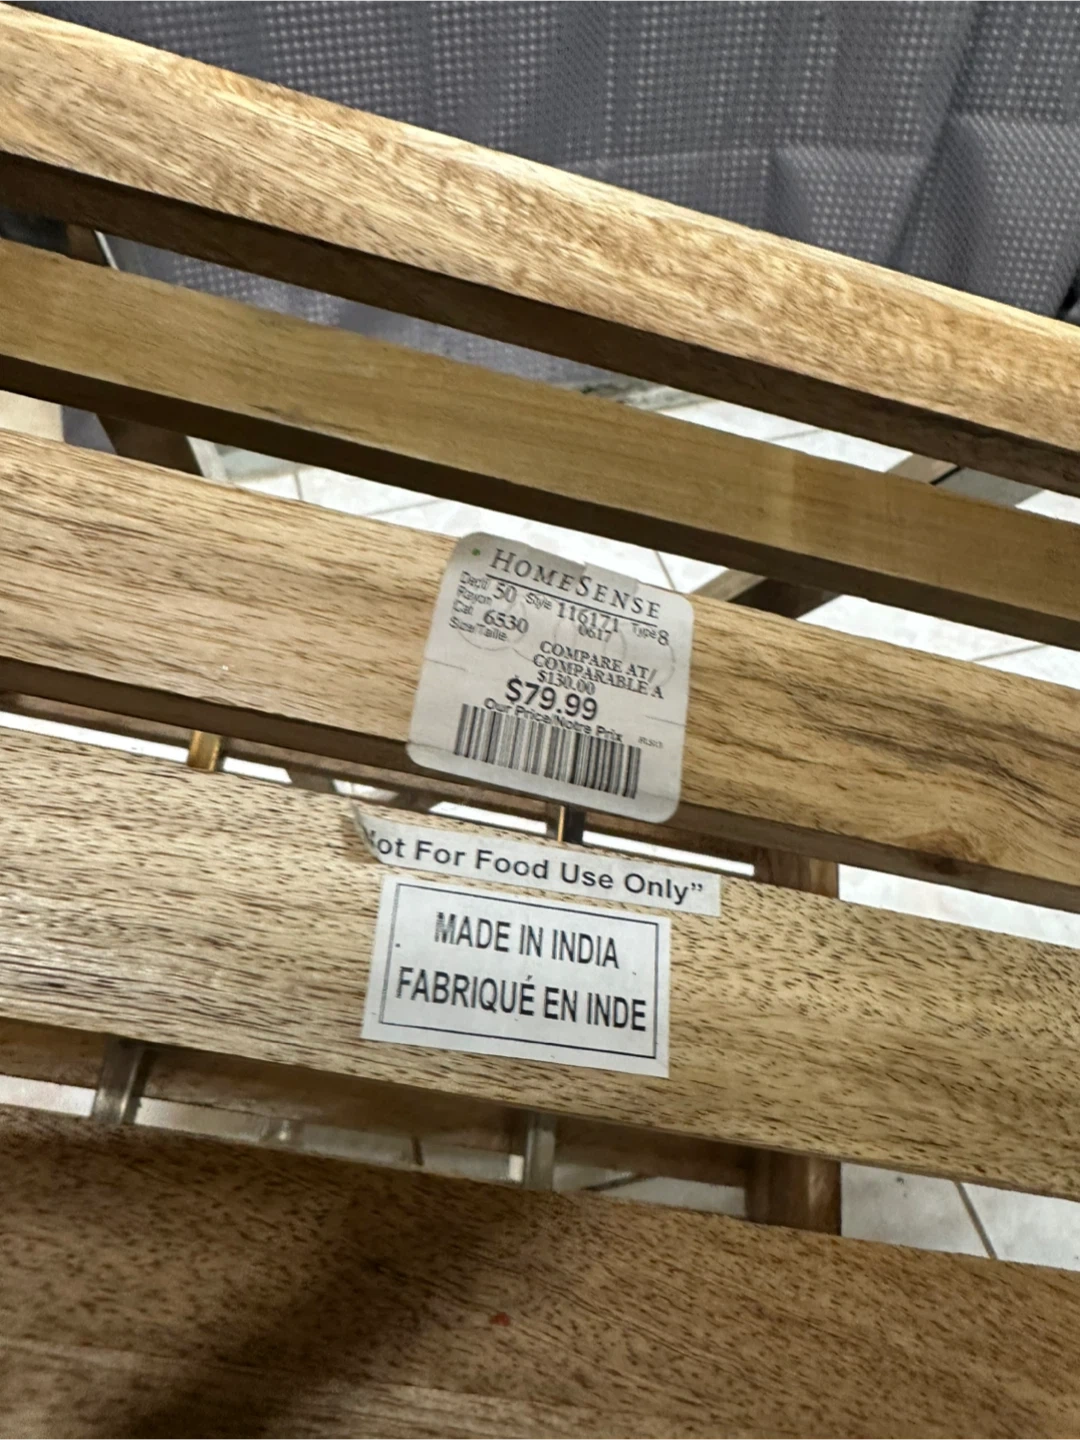 HOMESENSE
Dept/ 50 Style 116171 Type 8
Rayon 0617
Cat 6530
Size/Taille
COMPARE AT/
COMPARABLE A
$130.00
$79.99
Our Price/Notre Prix
ot For Food Use Only”
MADE IN INDIA
FABRIQUÉ EN INDE